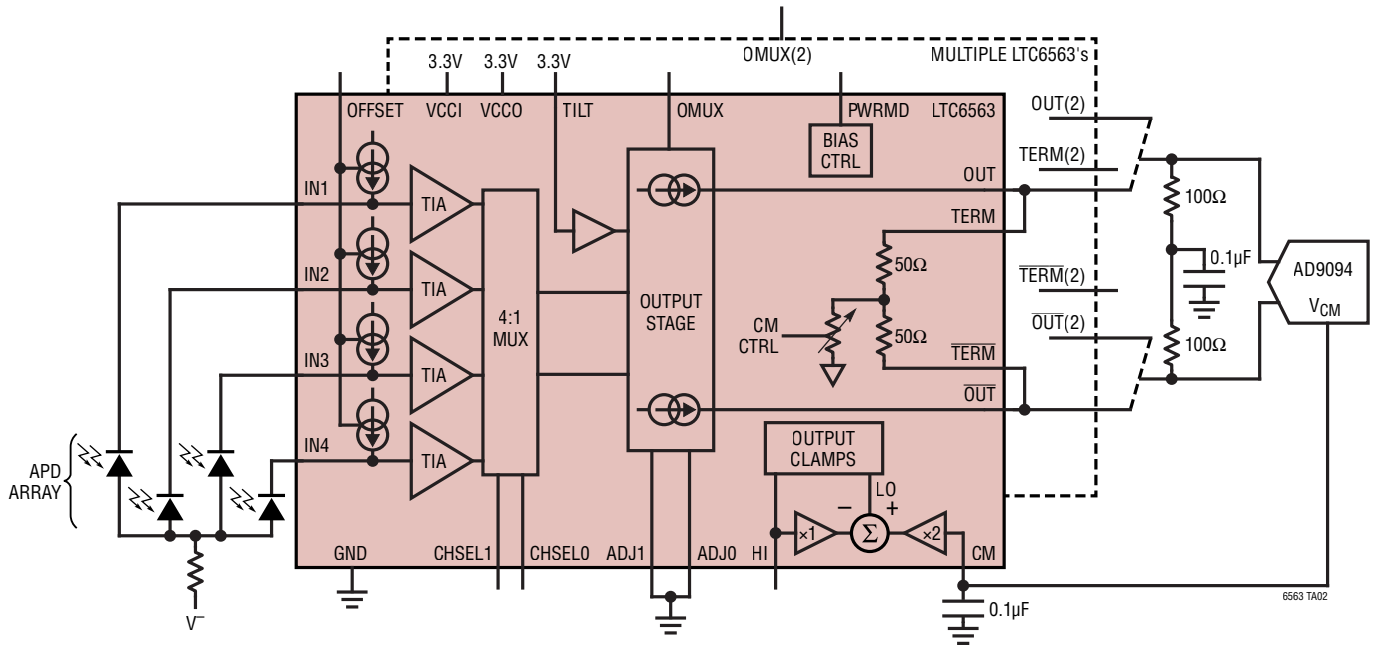 OMUX(2)
MULTIPLE LTC6563's
3.3V
3.3V
3.3V
OFFSET
VCCI
VCCO
TILT
OMUX
PWRMD
LTC6563
OUT(2)
BIAS
CTRL
TERM(2)
IN1
TIA
OUT
TERM
100Ω
IN2
TIA
50Ω
0.1µF
AD9094
TERM(2)
VCM
4:1
MUX
OUTPUT
STAGE
CM
CTRL
50Ω
OUT(2)
100Ω
IN3
TIA
TERM
OUT
IN4
TIA
OUTPUT
CLAMPS
APD
ARRAY
LO
− +
×1
Σ
×2
GND
CHSEL1
CHSEL0
ADJ1
ADJ0
HI
CM
6563 TA02
0.1µF
V−